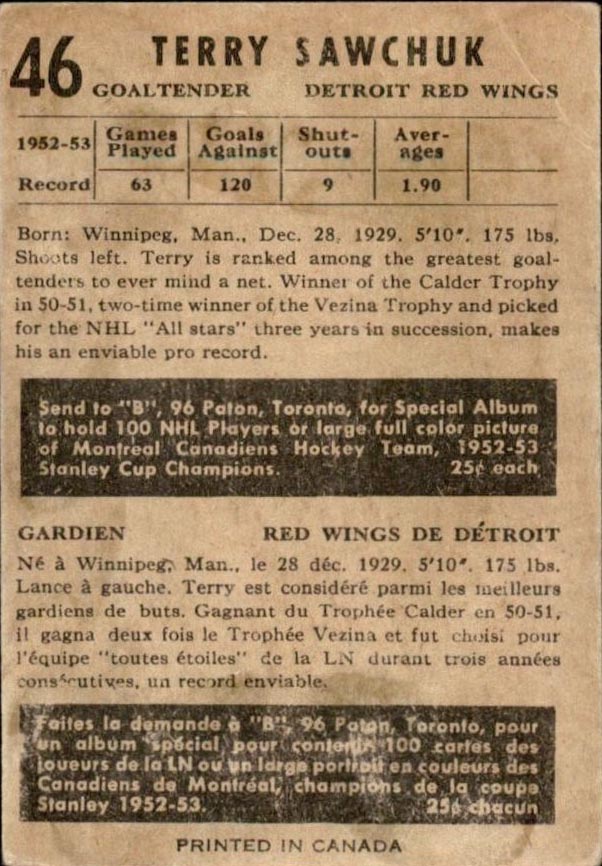 46 TERRY SAWCHUK
GOALTENDER DETROIT RED WINGS
1952-53 Games Played Goals Against Shut-outs Aver-ages
Record 63 120 9 1.90
Born: Winnipeg, Man., Dec. 28, 1929. 5'10". 175 lbs.
Shoots left. Terry is ranked among the greatest goal-
tenders to ever mind a net. Winner of the Calder Trophy
in 50-51, two-time winner of the Vezina Trophy and picked
for the NHL "All stars" three years in succession, makes
his an enviable pro record.
Send to "B", 96 Paton, Toronto, for Special Album
to hold 100 NHL Players or large full color picture
of Montreal Canadiens Hockey Team, 1952-53
Stanley Cup Champions. 25¢ each
GARDIEN RED WINGS DE DÉTROIT
Né à Winnipeg, Man., le 28 déc. 1929. 5'10". 175 lbs.
Lance à gauche. Terry est considéré parmi les meilleurs
gardiens de buts. Gagnant du Trophée Calder en 50-51,
il gagna deux fois le Trophée Vezina et fut choisi pour
l'équipe "toutes étoiles" de la LN durant trois années
consécutives, un record enviable.
Faites la demande à "B", 96 Paton, Toronto, pour
un album spécial pour contenir 100 cartes des
joueurs de la LN ou un large portrait en couleurs des
Canadiens de Montréal, champions de la coupe
Stanley 1952-53. 25¢ chacun
PRINTED IN CANADA